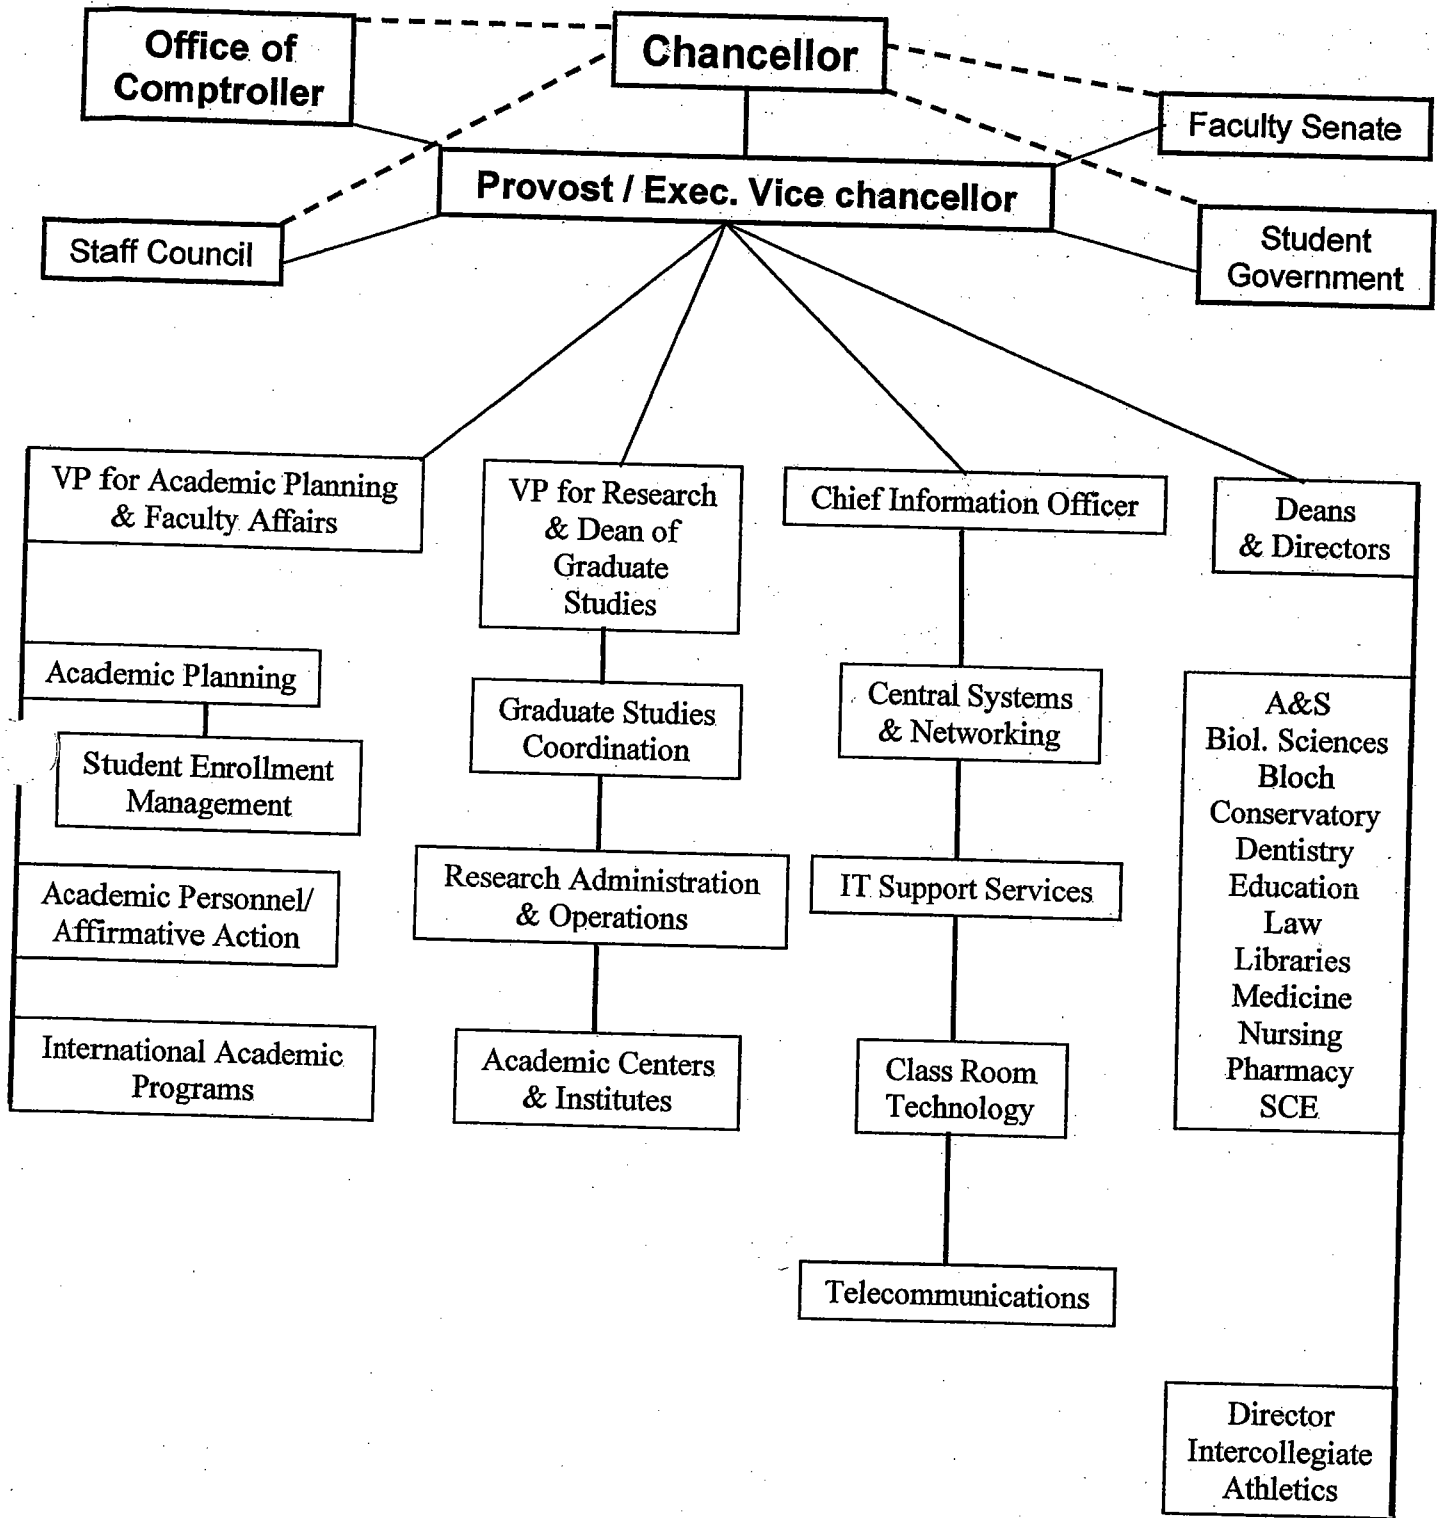 Office of
Comptroller
Chancellor
Faculty Senate
Provost / Exec. Vice chancellor
Staff Council
Student
Government
VP for Academic Planning
& Faculty Affairs
Academic Planning
Student Enrollment
Management
Academic Personnel/
Affirmative Action
International Academic
Programs
VP for Research
& Dean of
Graduate
Studies
Graduate Studies
Coordination
Research Administration
& Operations
Academic Centers
& Institutes
Chief Information Officer
Central Systems
& Networking
IT Support Services
Class Room
Technology
Telecommunications
Deans
& Directors
A&S
Biol. Sciences
Bloch
Conservatory
Dentistry
Education
Law
Libraries
Medicine
Nursing
Pharmacy
SCE
Director
Intercollegiate
Athletics